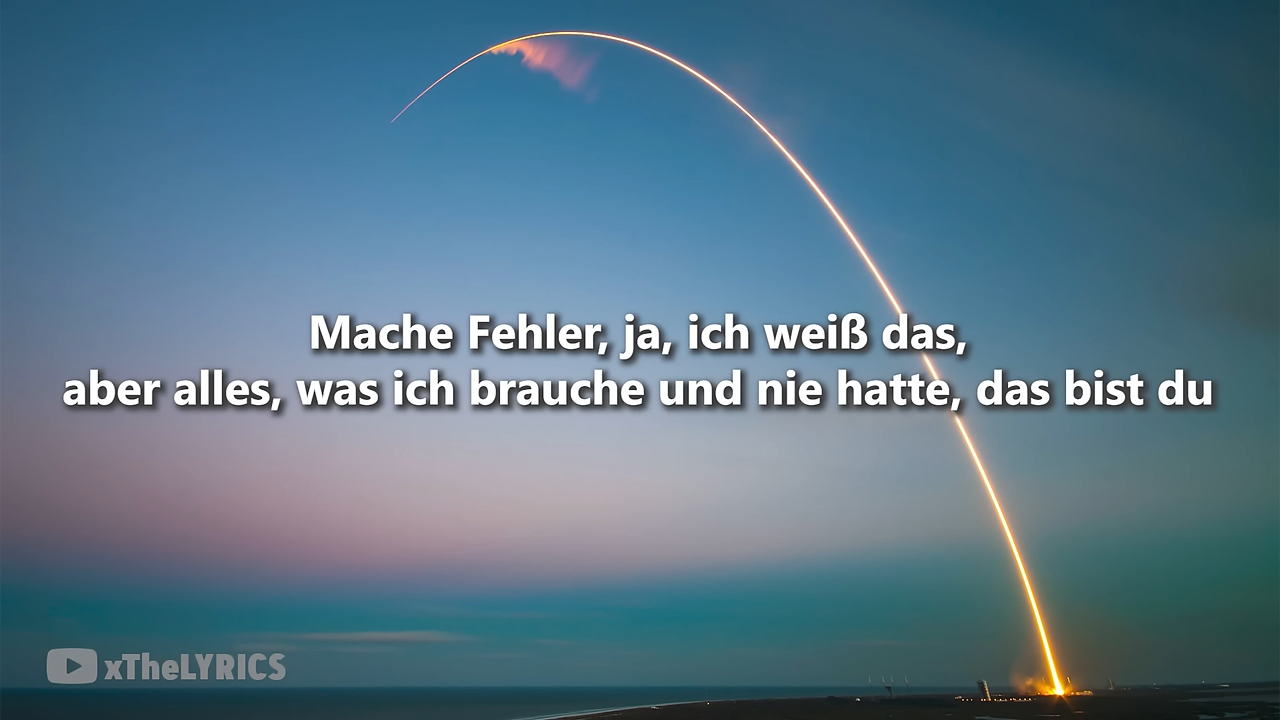 Mache Fehler, ja, ich weiß das,
aber alles, was ich brauche und nie hatte, das bist du
xTheLYRICS